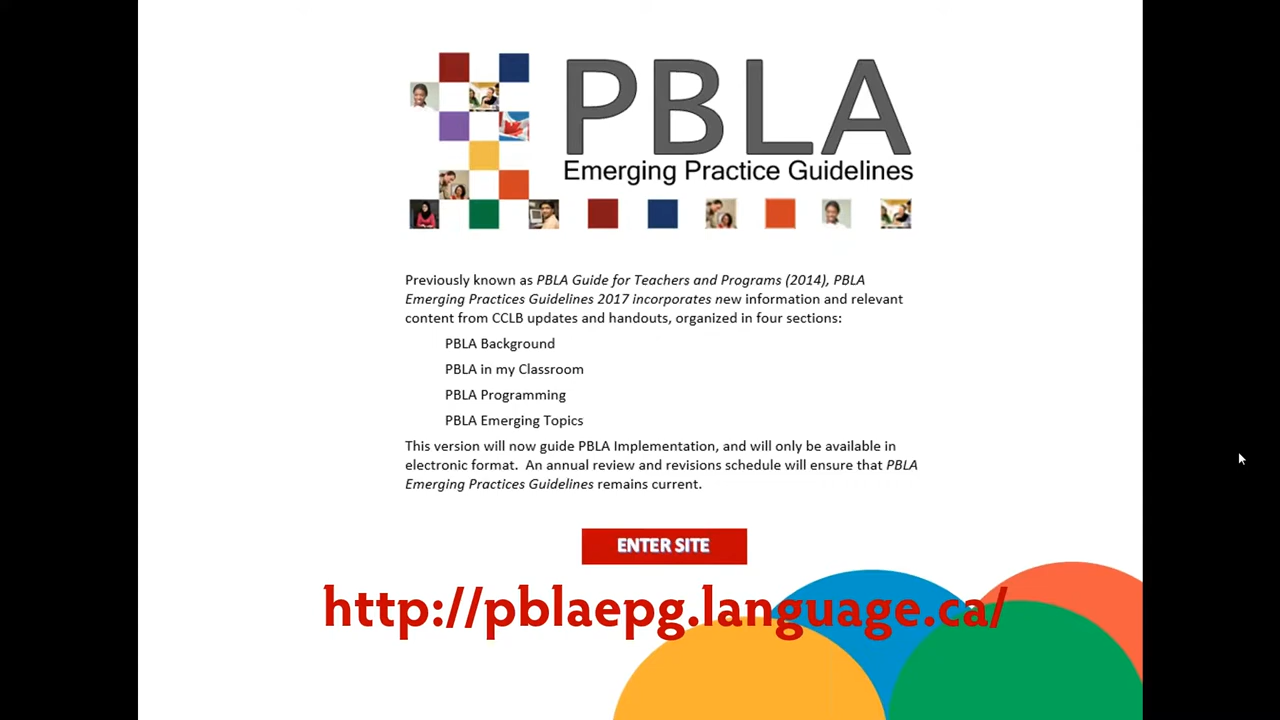 PBLA
Emerging Practice Guidelines
Previously known as PBLA Guide for Teachers and Programs (2014), PBLA
Emerging Practices Guidelines 2017 incorporates new information and relevant
content from CCLB updates and handouts, organized in four sections:
PBLA Background
PBLA in my Classroom
PBLA Programming
PBLA Emerging Topics
This version will now guide PBLA Implementation, and will only be available in
electronic format. An annual review and revisions schedule will ensure that PBLA
Emerging Practices Guidelines remains current.
ENTER SITE
http://pblaepg.language.ca/